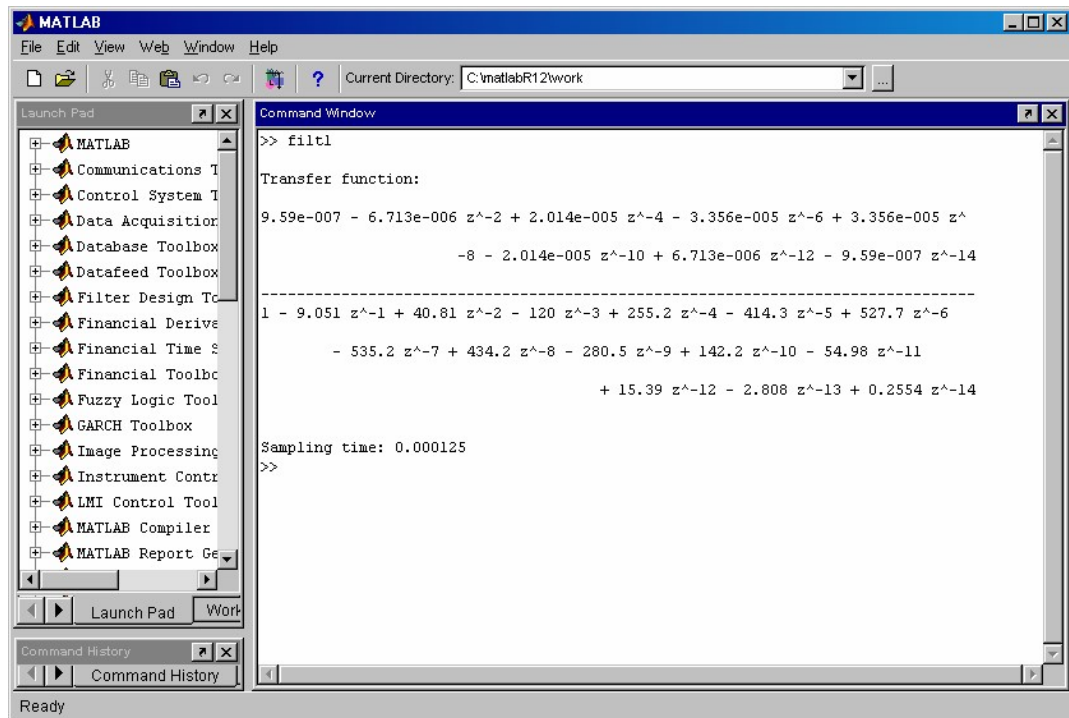 MATLAB
File Edit View Web Window Help
Current Directory: C:\matlabR12\work
...
Launch Pad
MATLAB
Communications T
Control System T
Data Acquisition
Database Toolbox
Datafeed Toolbox
Filter Design To
Financial Deriva
Financial Time S
Financial Toolbo
Fuzzy Logic Tool
GARCH Toolbox
Image Processing
Instrument Contr
LMI Control Tool
MATLAB Compiler
MATLAB Report Ge
Launch Pad Work
Command History
Command History
Command Window
>> filt1
Transfer function:
9.59e-007 - 6.713e-006 z^-2 + 2.014e-005 z^-4 - 3.356e-005 z^-6 + 3.356e-005 z^
-8 - 2.014e-005 z^-10 + 6.713e-006 z^-12 - 9.59e-007 z^-14
-------------------------------------------------------------------------------
1 - 9.051 z^-1 + 40.81 z^-2 - 120 z^-3 + 255.2 z^-4 - 414.3 z^-5 + 527.7 z^-6
- 535.2 z^-7 + 434.2 z^-8 - 280.5 z^-9 + 142.2 z^-10 - 54.98 z^-11
+ 15.39 z^-12 - 2.808 z^-13 + 0.2554 z^-14
Sampling time: 0.000125
>>
Ready